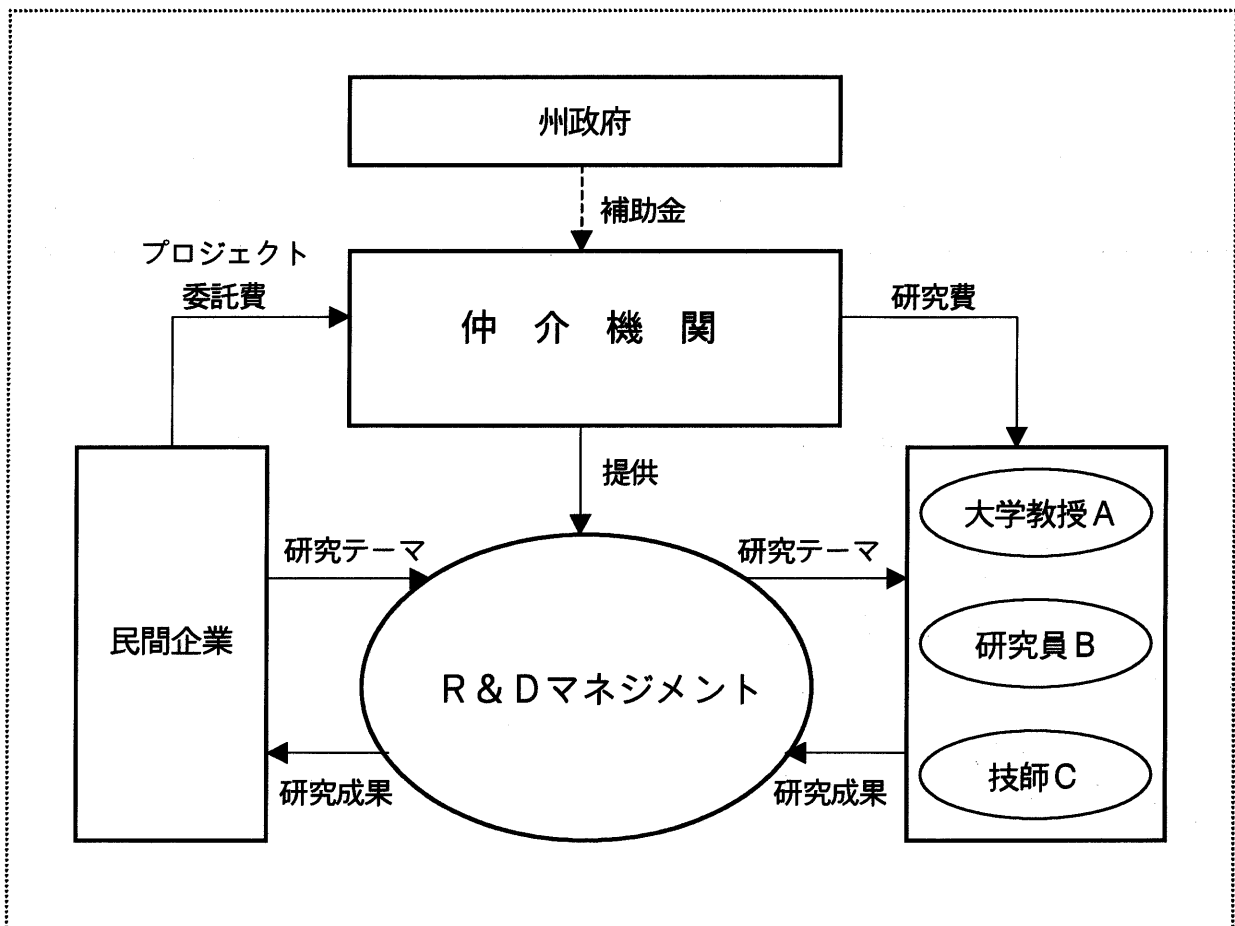 州政府
補助金
プロジェクト
委託費
仲介機関
研究費
提供
大学教授A
研究テーマ
研究テーマ
民間企業
研究員B
R&Dマネジメント
研究成果
研究成果
技師C